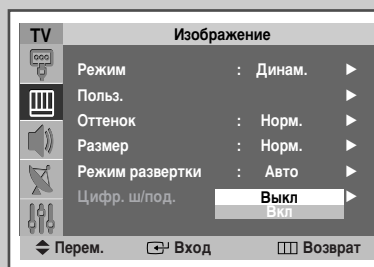 TV Изображение
Режим : Динам.
Польз.
Оттенок : Норм.
Размер : Норм.
Режим развертки : Авто
Цифр. ш/под. Выкл
Вкл
Перем. Вход Возврат